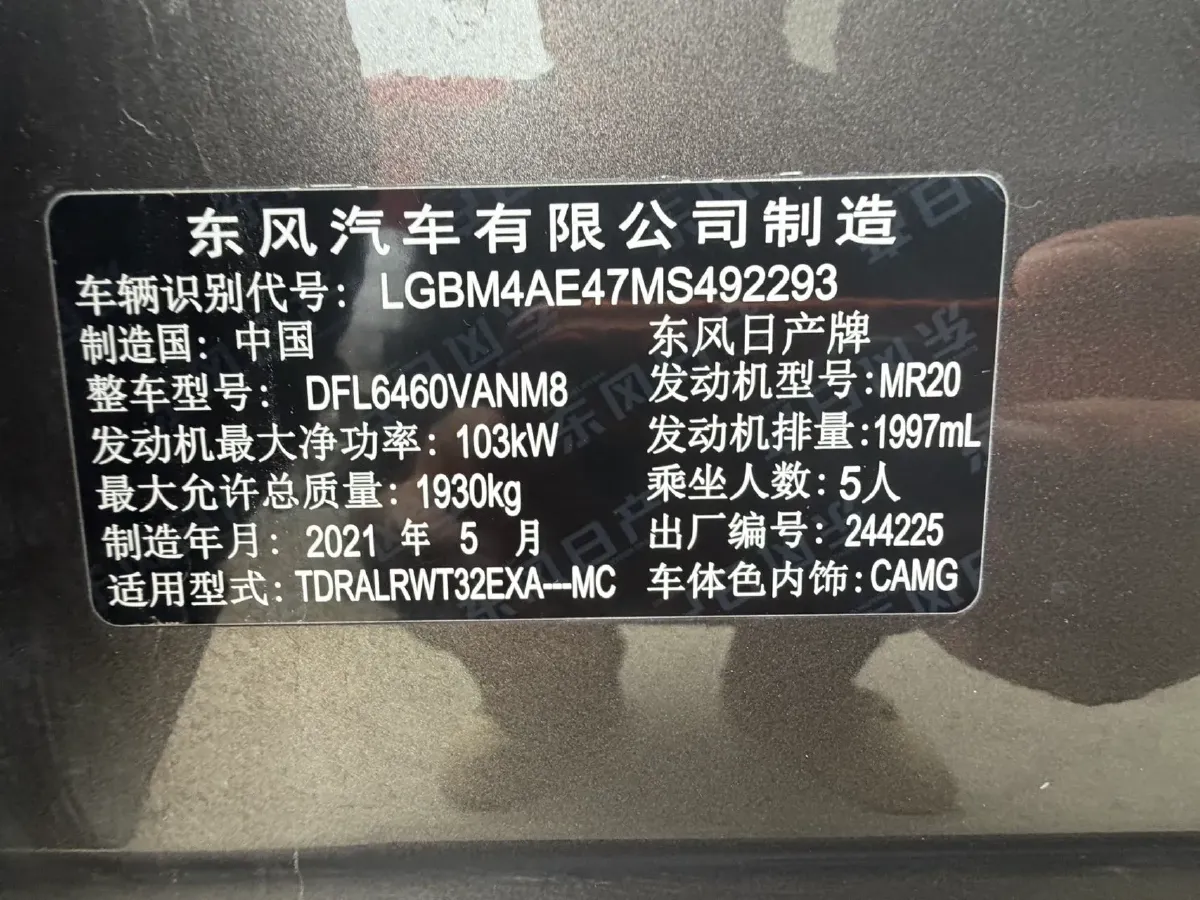 东风汽车有限公司制造
车辆识别代号: LGBM4AE47MS492293
制造国: 中国 东风日产牌
整车型号: DFL6460VANM8 发动机型号:MR20
发动机最大净功率: 103kW 发动机排量:1997mL
最大允许总质量: 1930kg 乘坐人数: 5人
制造年月: 2021 年 5 月 出厂编号: 244225
适用型式: TDRALRWT32EXA---MC 车体色内饰:CAMG